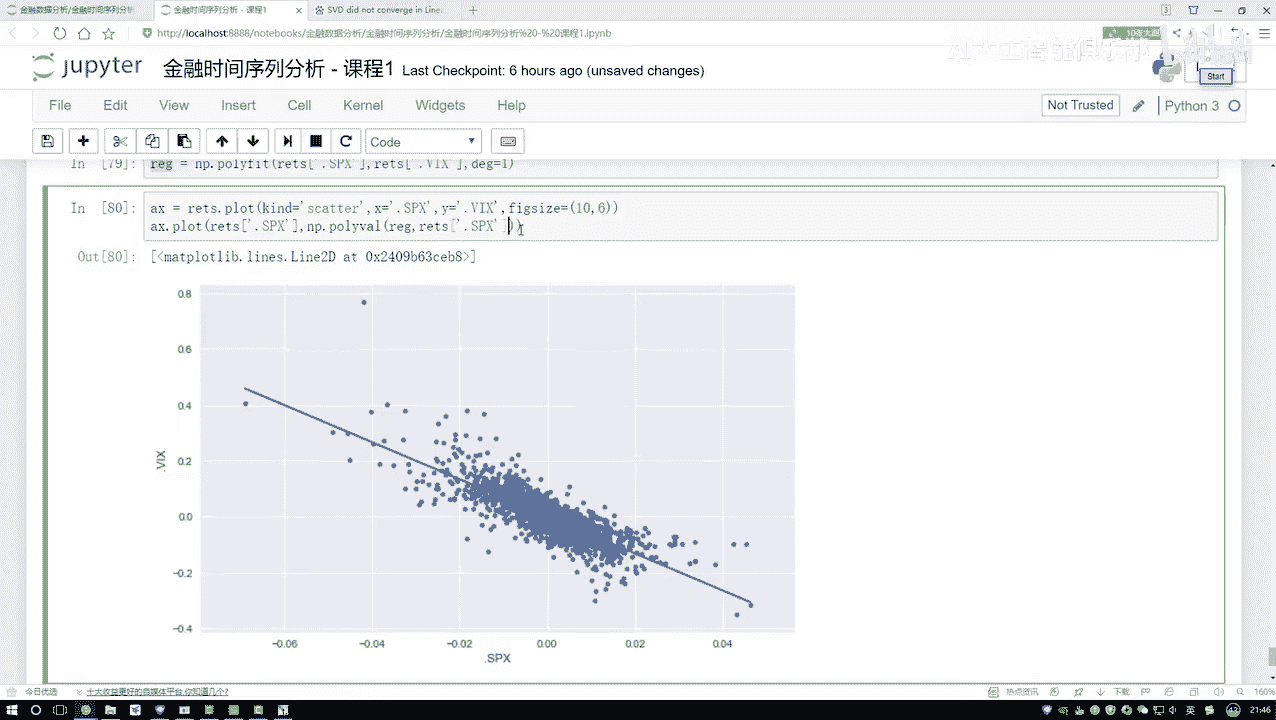 金融数据分析/金融时间序列分析
金融时间序列分析 - 课程1
SVD did not converge in Line
3
http://localhost:8888/notebooks/金融数据分析/金融时间序列分析/金融时间序列分析%20-%20课程1.ipynb
jupyter 金融时间序列分析 - 课程1 Last Checkpoint: 6 hours ago (unsaved changes)
Start
File Edit View Insert Cell Kernel Widgets Help
Not Trusted
Python 3
Code
In [79]: reg = np.polyfit(rets['.SPX'],rets['.VIX'],deg=1)
In [80]: ax = rets.plot(kind='scatter',x='.SPX',y='.VIX',figsize=(10,6))
ax.plot(rets['.SPX'],np.polyval(reg,rets['.SPX'))
Out[80]: [<matplotlib.lines.Line2D at 0x2409b63ceb8>]
0.8
0.6
0.4
0.2
0.0
−0.2
−0.4
.VIX
−0.06 −0.04 −0.02 0.00 0.02 0.04
.SPX
今日优选
十大收益更好的自媒体平台,你知道几个?
热点资讯
下载
160%
英
21:46